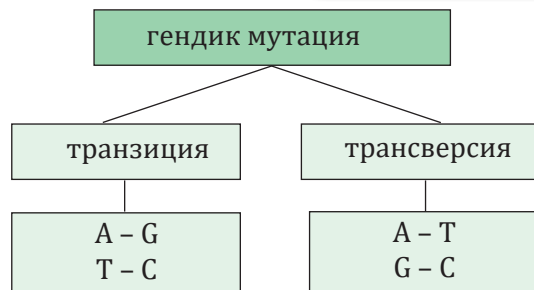 гендик мутация
транзиция
трансверсия
A – G
T – C
A – T
G – C